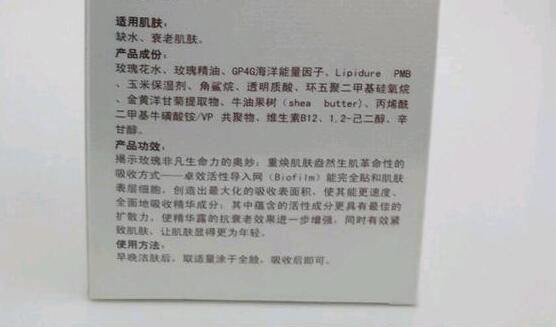 适用肌肤:
缺水、衰老肌肤。
产品成份:
玫瑰花水、玫瑰精油、GP4G海洋能量因子、Lipidure PMB
、玉米保湿剂、角鲨烷、透明质酸、环五聚二甲基硅氧烷
、金黄洋甘菊提取物、牛油果树(shea butter)、丙烯酰
二甲基牛磺酸铵/VP 共聚物、维生素B12、1,2-己二醇、辛
甘醇。
产品功效:
揭示玫瑰非凡生命力的奥妙:重焕肌肤盎然生肌革命性的
吸收方式——卓效活性导入网(Biofilm)能完全贴和肌肤
表层细胞,创造出最大化的吸收表面积,使其能更速度、
全面地吸收精华成分;其中蕴含的活性成分更具有最佳的
扩散力,使精华露的抗衰老效果进一步增强,同时有效紧
致肌肤、让肌肤显得更为年轻。
使用方法:
早晚洁肤后,取适量涂于全脸,吸收后即可。